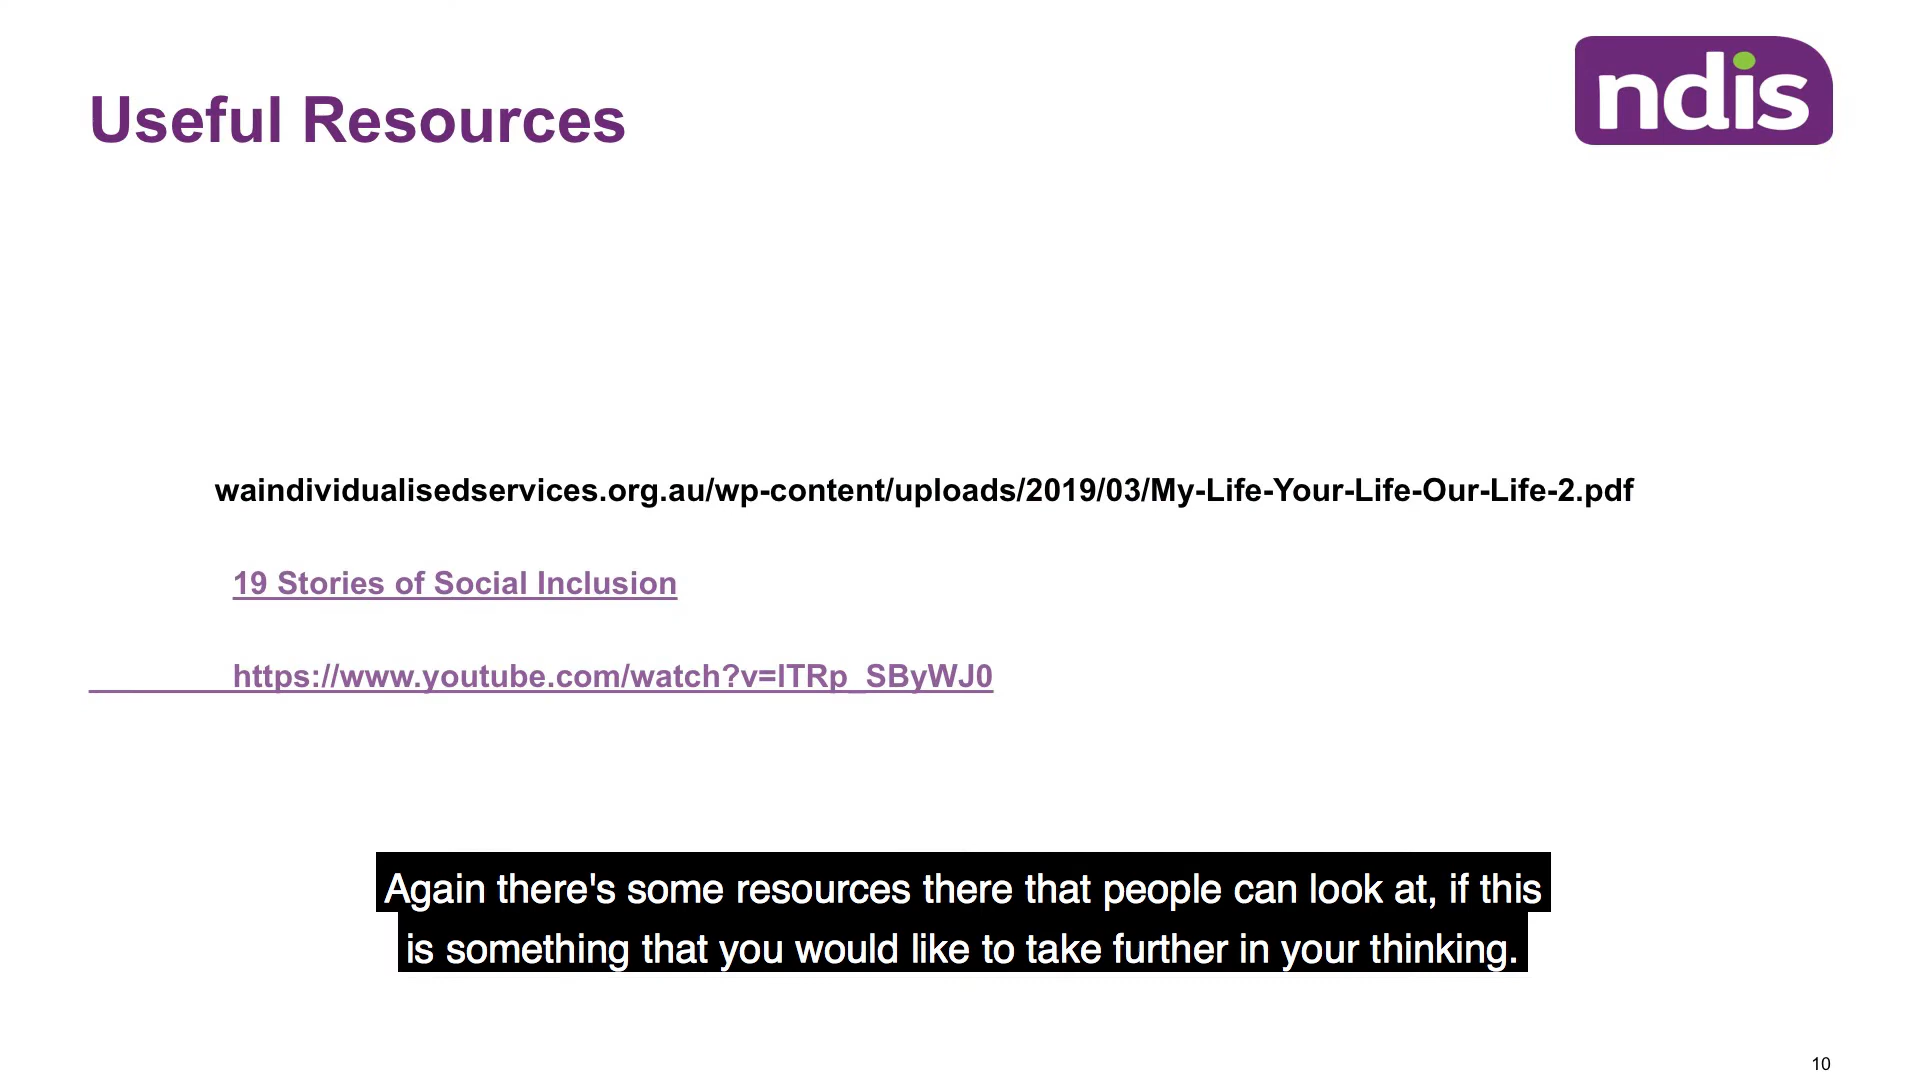 ndis
Useful Resources
waindividualisedservices.org.au/wp-content/uploads/2019/03/My-Life-Your-Life-Our-Life-2.pdf
19 Stories of Social Inclusion
https://www.youtube.com/watch?v=ITRp_SByWJ0
Again there's some resources there that people can look at, if this
is something that you would like to take further in your thinking.
10